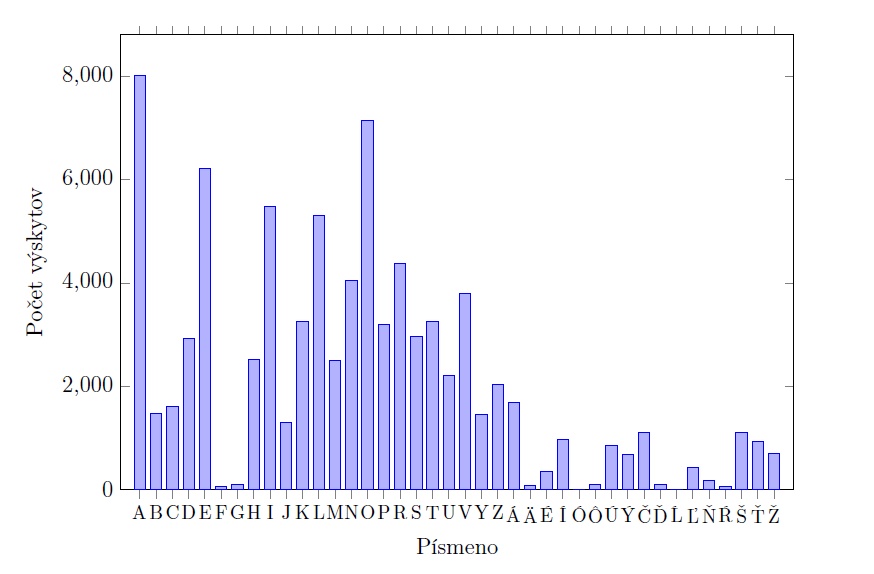 8,000
6,000
4,000
2,000
0
Počet výskytov
A B C D E F G H I J K L M N O P R S T U V Y Z Á Ä É Í Ó Ô Ú Ý Č Ď Ĺ Ľ Ň Ŕ Š Ť Ž
Písmeno